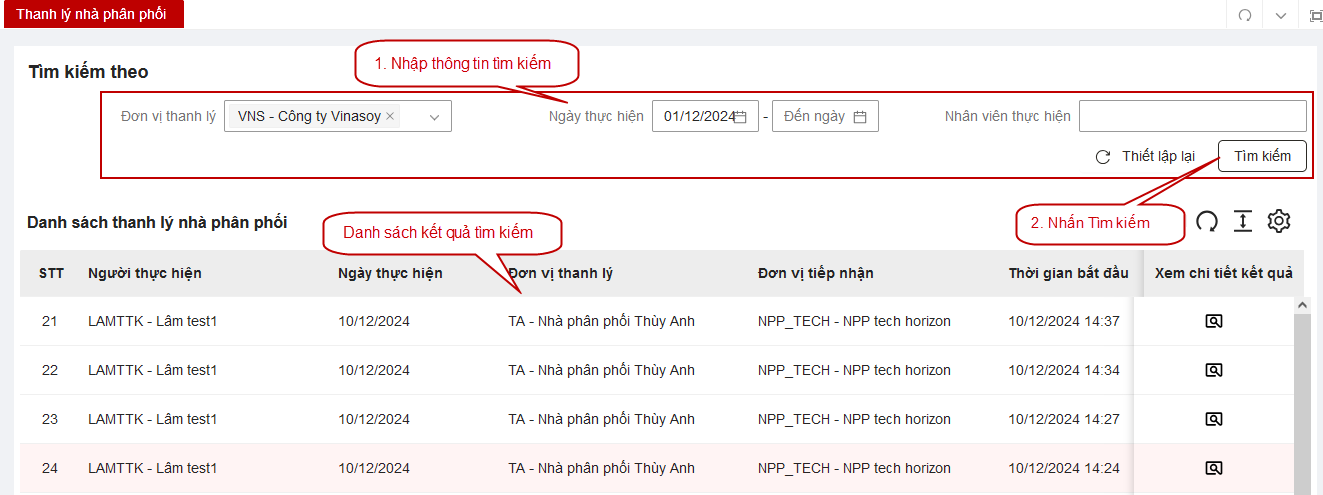 Thanh lý nhà phân phối
1. Nhập thông tin tìm kiếm
Tìm kiếm theo
Đơn vị thanh lý VNS - Công ty Vinasoy Ngày thực hiện 01/12/2024 - Đến ngày Nhân viên thực hiện
Thiết lập lại Tìm kiếm
Danh sách thanh lý nhà phân phối
Danh sách kết quả tìm kiếm
2. Nhấn Tìm kiếm
STT Người thực hiện Ngày thực hiện Đơn vị thanh lý Đơn vị tiếp nhận Thời gian bắt đầu Xem chi tiết kết quả
21 LAMTTK - Lâm test1 10/12/2024 TA - Nhà phân phối Thùy Anh NPP_TECH - NPP tech horizon 10/12/2024 14:37
22 LAMTTK - Lâm test1 10/12/2024 TA - Nhà phân phối Thùy Anh NPP_TECH - NPP tech horizon 10/12/2024 14:34
23 LAMTTK - Lâm test1 10/12/2024 TA - Nhà phân phối Thùy Anh NPP_TECH - NPP tech horizon 10/12/2024 14:27
24 LAMTTK - Lâm test1 10/12/2024 TA - Nhà phân phối Thùy Anh NPP_TECH - NPP tech horizon 10/12/2024 14:24